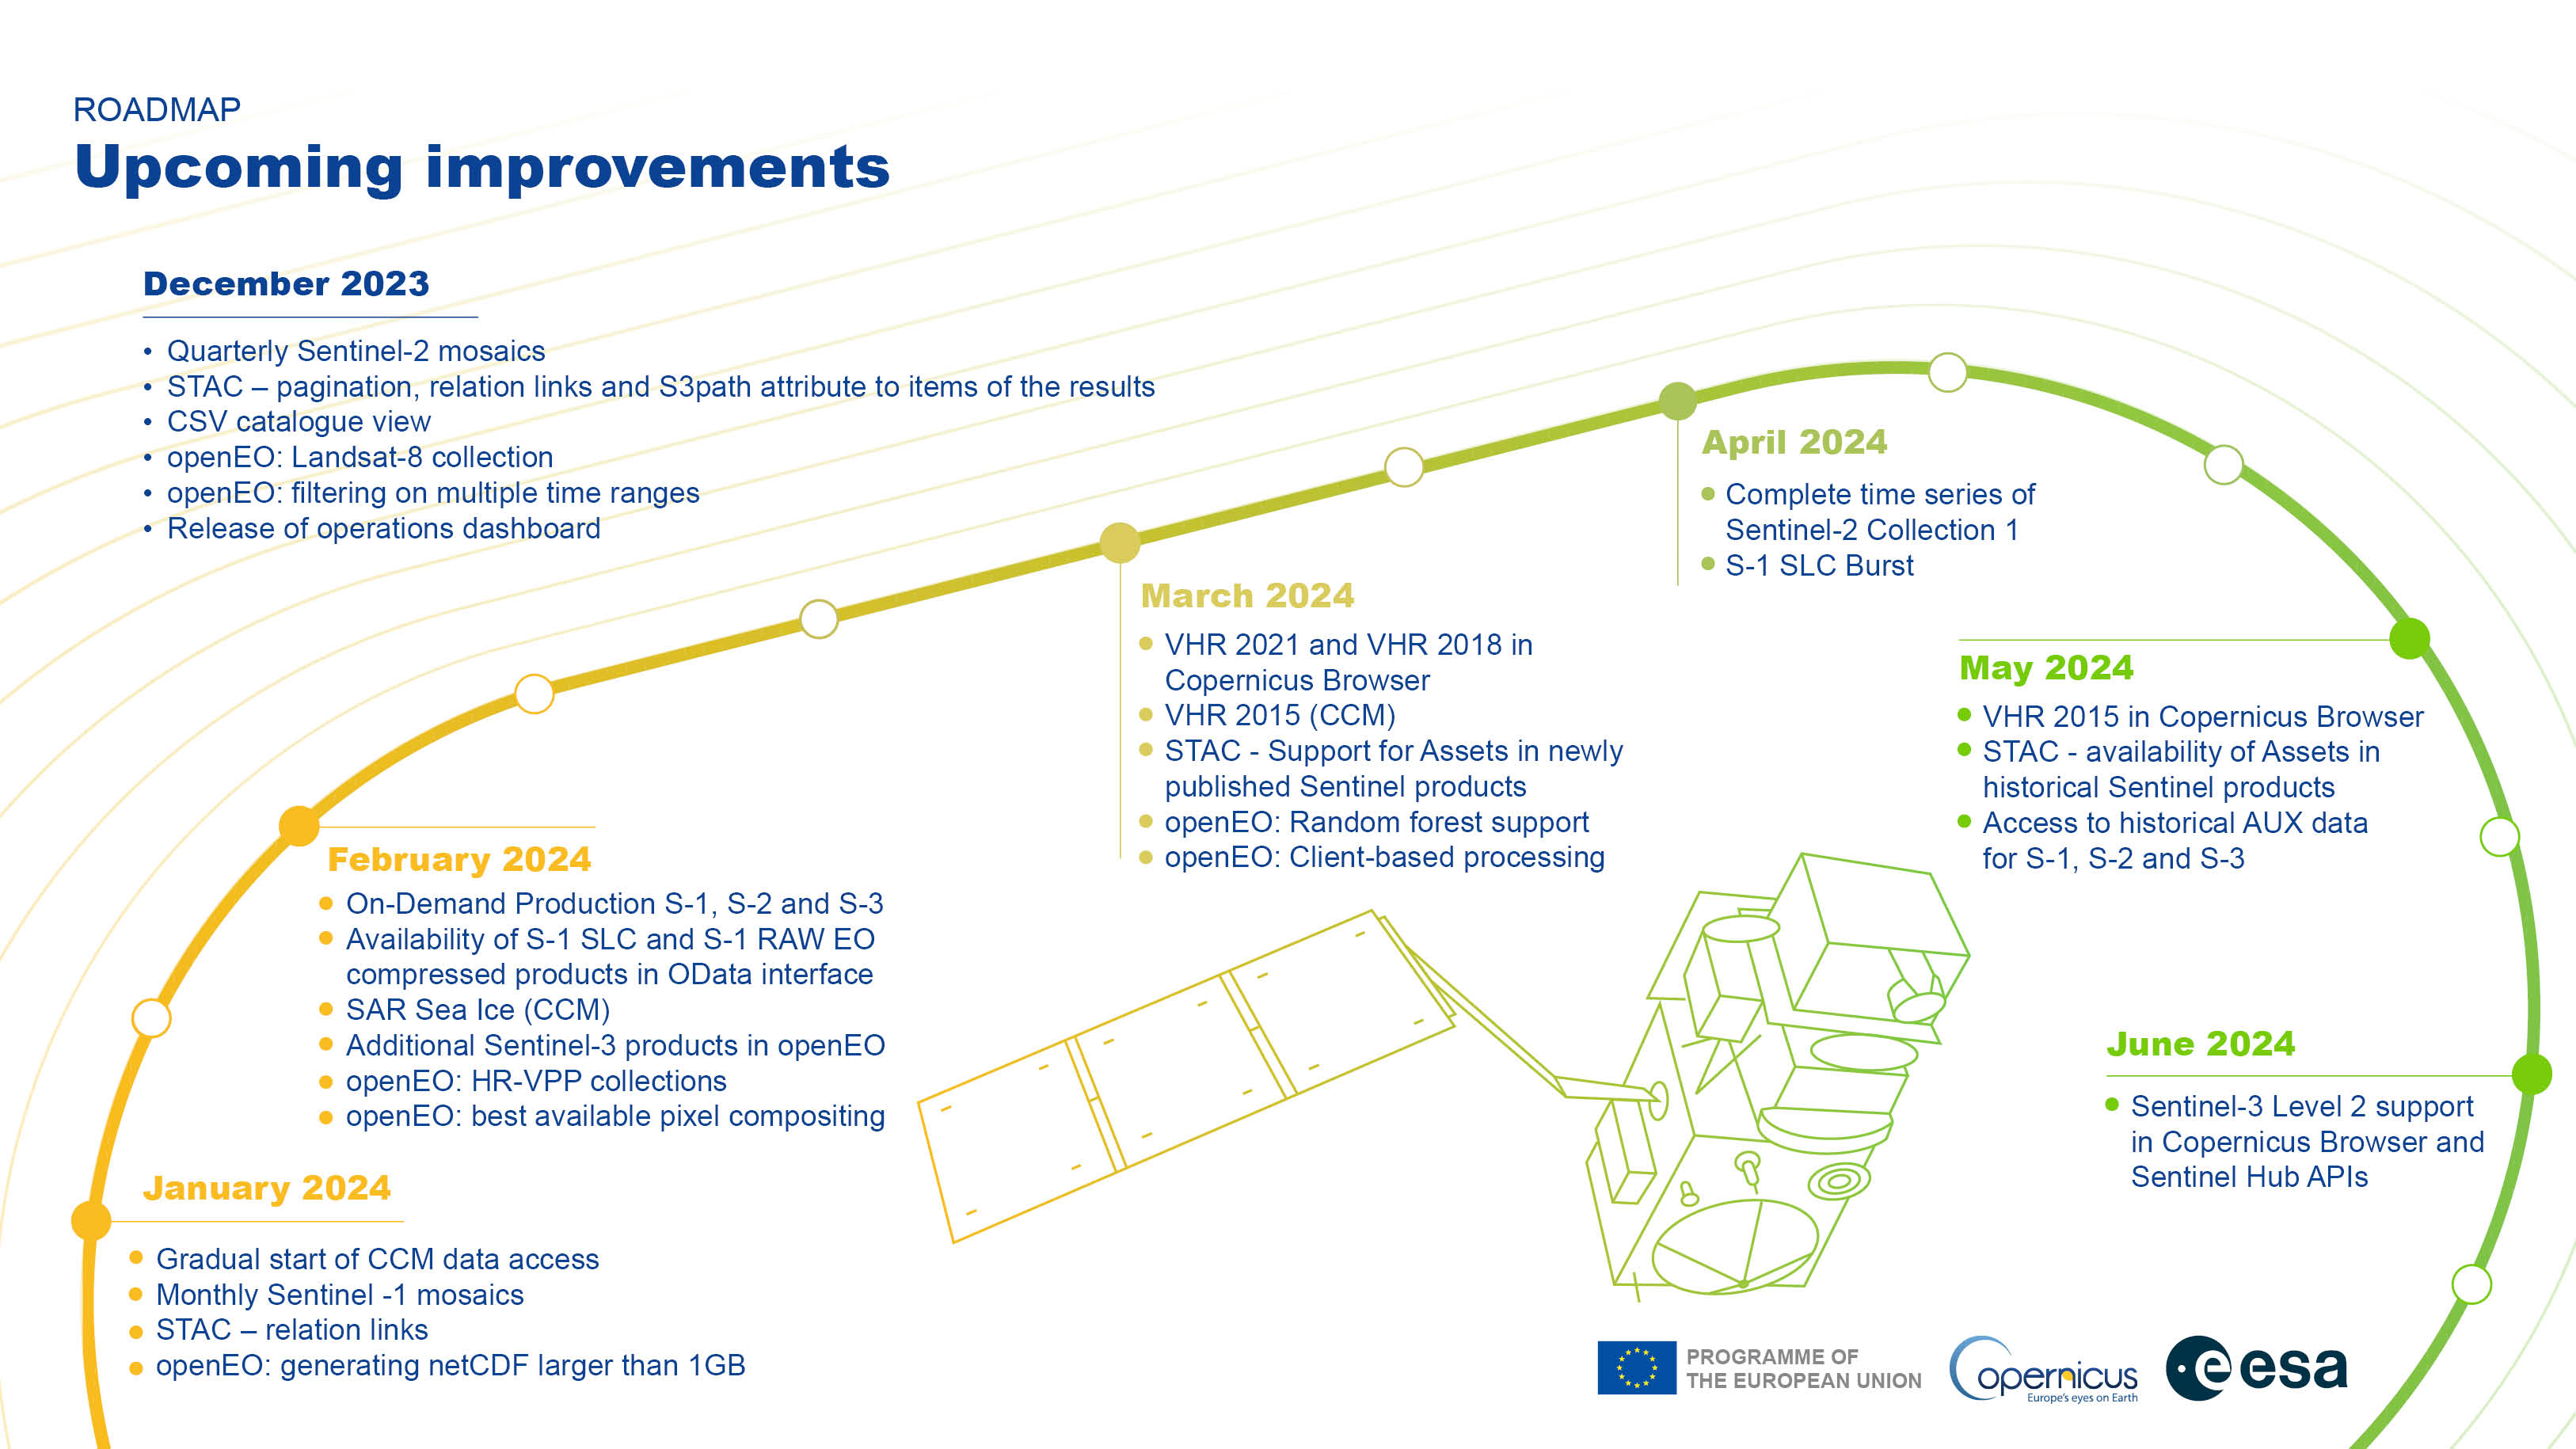 ROADMAP
Upcoming improvements
December 2023
• Quarterly Sentinel-2 mosaics
• STAC – pagination, relation links and S3path attribute to items of the results
• CSV catalogue view
• openEO: Landsat-8 collection
• openEO: filtering on multiple time ranges
• Release of operations dashboard
January 2024
• Gradual start of CCM data access
• Monthly Sentinel -1 mosaics
• STAC – relation links
• openEO: generating netCDF larger than 1GB
February 2024
• On-Demand Production S-1, S-2 and S-3
• Availability of S-1 SLC and S-1 RAW EO
compressed products in OData interface
• SAR Sea Ice (CCM)
• Additional Sentinel-3 products in openEO
• openEO: HR-VPP collections
• openEO: best available pixel compositing
March 2024
• VHR 2021 and VHR 2018 in
Copernicus Browser
• VHR 2015 (CCM)
• STAC - Support for Assets in newly
published Sentinel products
• openEO: Random forest support
• openEO: Client-based processing
April 2024
• Complete time series of
Sentinel-2 Collection 1
• S-1 SLC Burst
May 2024
• VHR 2015 in Copernicus Browser
• STAC - availability of Assets in
historical Sentinel products
• Access to historical AUX data
for S-1, S-2 and S-3
June 2024
• Sentinel-3 Level 2 support
in Copernicus Browser and
Sentinel Hub APIs
PROGRAMME OF
THE EUROPEAN UNION
Copernicus
Europe's eyes on Earth
esa